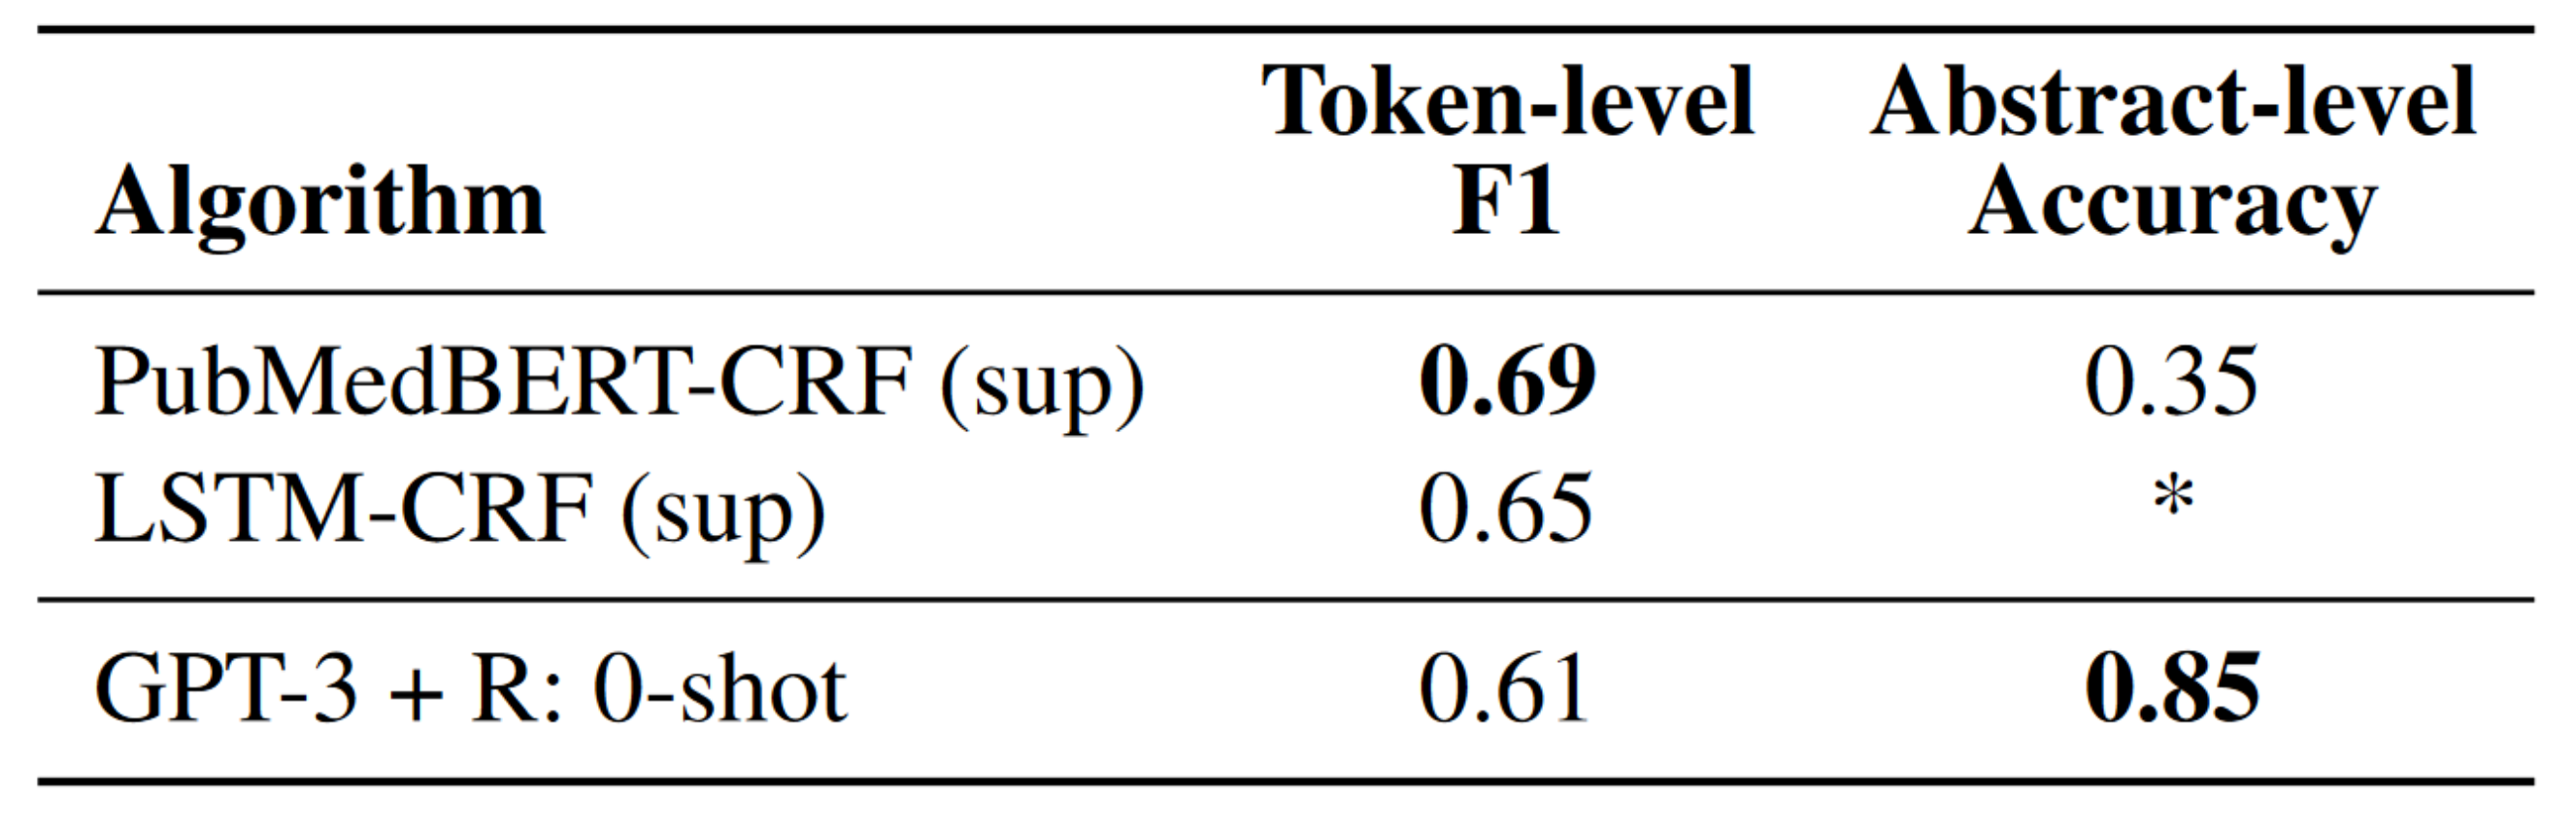 Token-level Abstract-level
Algorithm F1 Accuracy
PubMedBERT-CRF (sup) 0.69 0.35
LSTM-CRF (sup) 0.65 *
GPT-3 + R: 0-shot 0.61 0.85